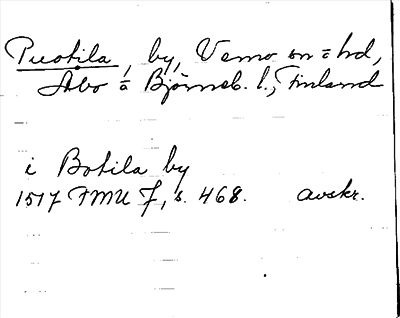 Puotila, by, Vemo sn o hd,
Åbo o Björneb. l., Finland
i Botila by
1517 FMU 7, s. 468. avskr.